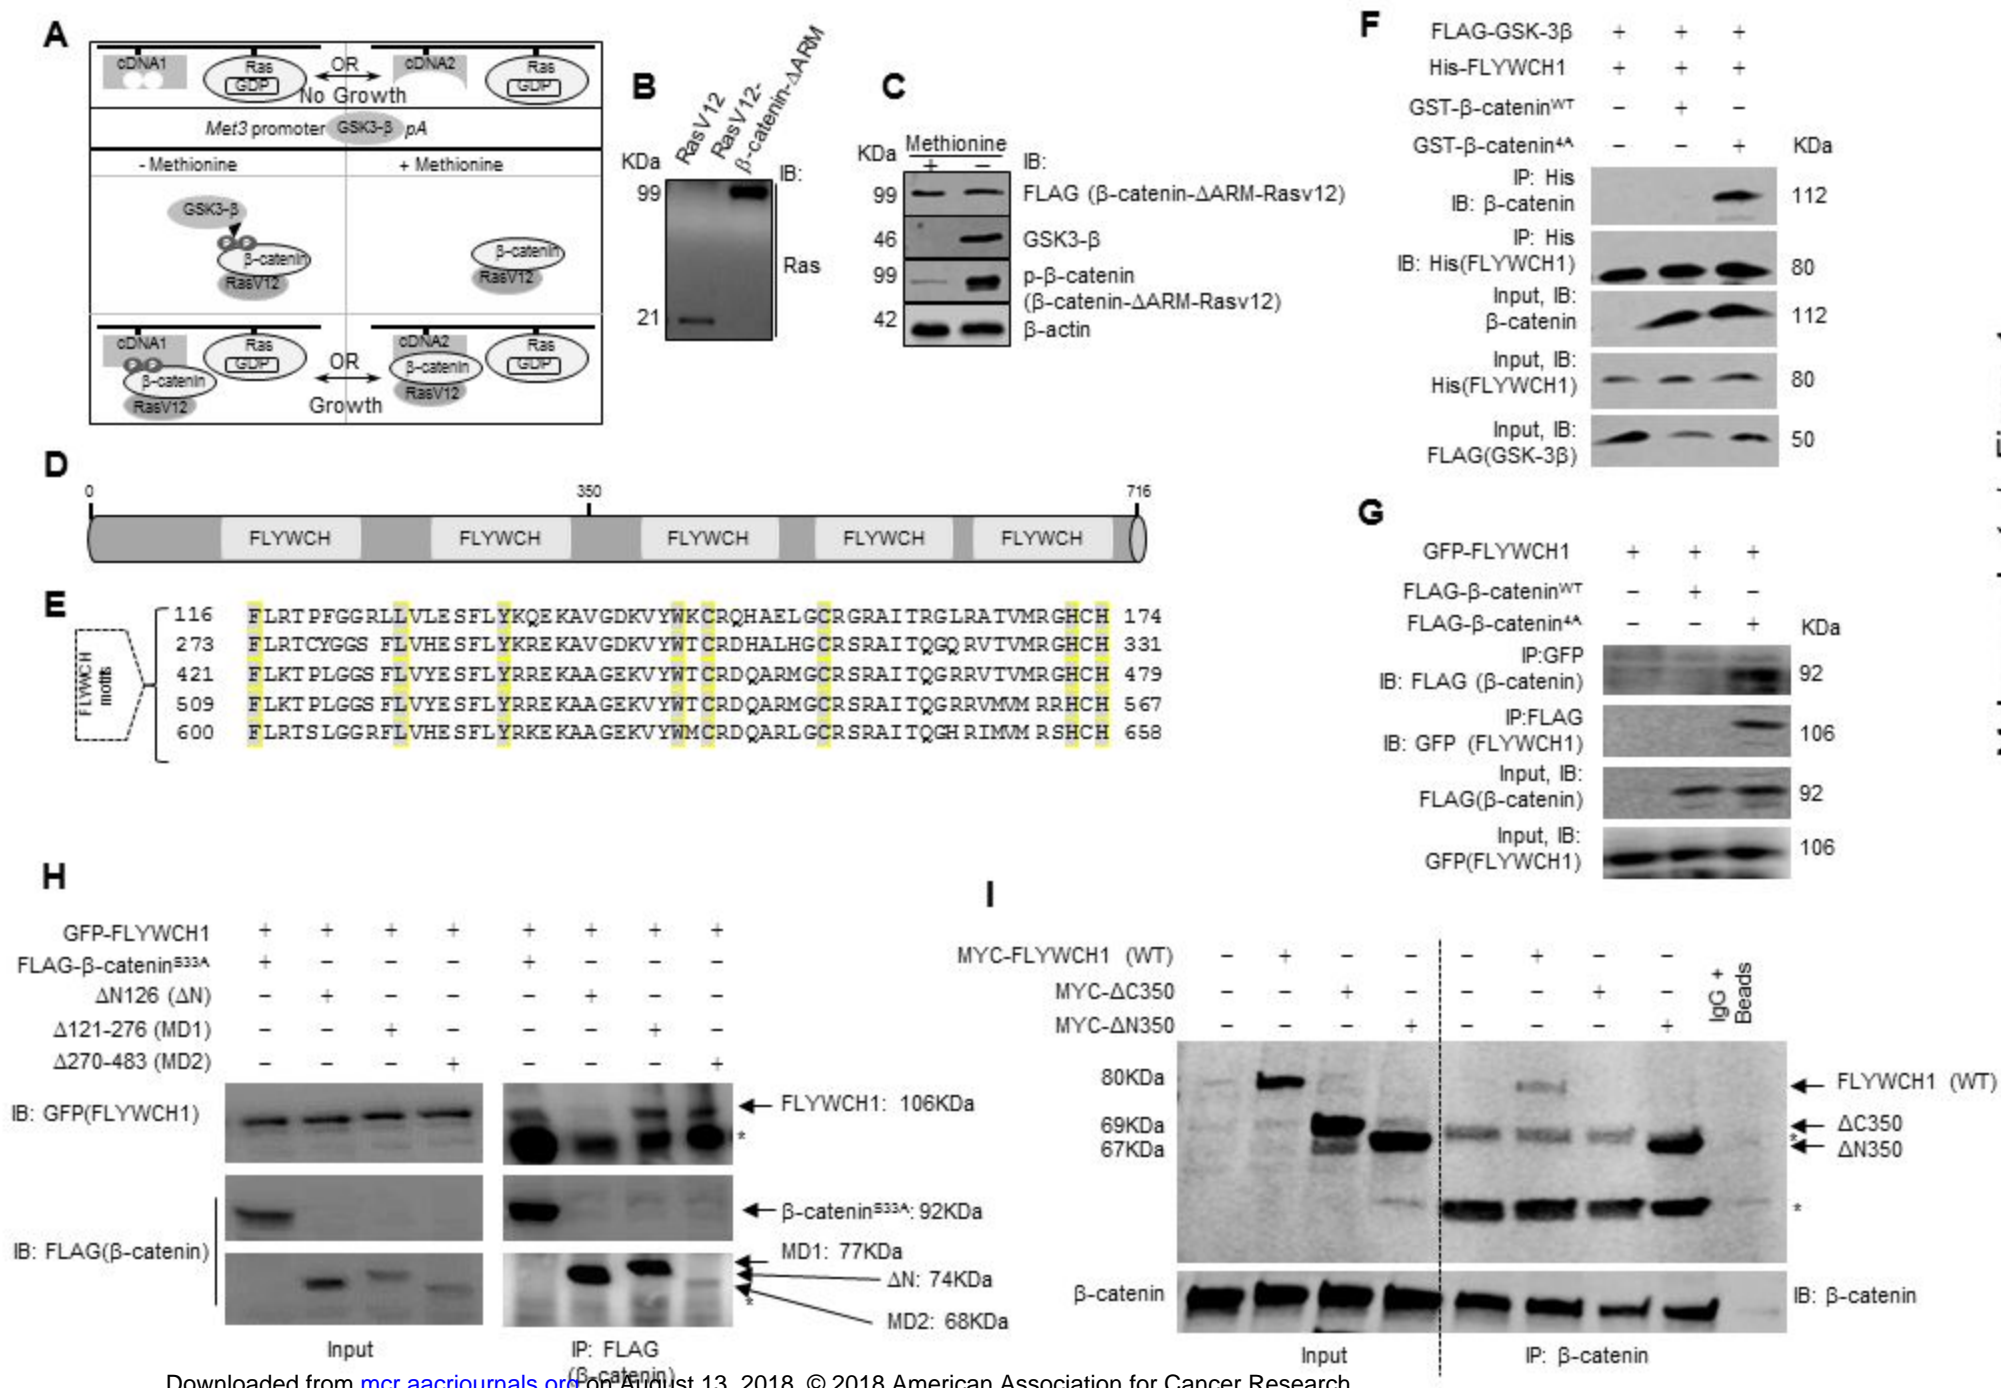 A
cDNA1
Ras
GDP
OR
cDNA2
Ras
GDP
No Growth
Met3 promoter GSK3-β pA
- Methionine
+ Methionine
GSK3-β
P P
β-catenin
RasV12
β-catenin
RasV12
cDNA1
P P
β-catenin
RasV12
Ras
GDP
OR
Growth
cDNA2
β-catenin
RasV12
Ras
GDP
B
KDa
RasV12
RasV12-
β-catenin-ΔARM
IB:
99
21
Ras
C
KDa
Methionine
+ –
IB:
99 FLAG (β-catenin-ΔARM-Rasv12)
46 GSK3-β
99 p-β-catenin
(β-catenin-ΔARM-Rasv12)
42 β-actin
D
0 350 716
FLYWCH FLYWCH FLYWCH FLYWCH FLYWCH
E
FLYWCH
motifs
116 FLRTPFGGRLLVLESFLYKQEKAVGDKVYWKCRQHAELGCRGRAITRGLRATVMRGHCH 174
273 FLRTCYGGS FLVHESFLYKREKAVGDKVYWTCRDHALHGCRSRAITQGQRVTVMRGHCH 331
421 FLKTPLGGSFLVYESFLYRREKAAGEKVYWTCRDQARMGCRSRAITQGRRVTVMRGHCH 479
509 FLKTPLGGSFLVYESFLYRREKAAGEKVYWTCRDQARMGCRSRAITQGRRVMVM RRHCH 567
600 FLRTSLGGRFLVHESFLYRKEKAAGEKVYWMCRDQARLGCRSRAITQGHRIMVM RSHCH 658
F
FLAG-GSK-3β + + +
His-FLYWCH1 + + +
GST-β-catenin^WT – + –
GST-β-catenin^4A – – + KDa
IP: His
IB: β-catenin 112
IP: His
IB: His(FLYWCH1) 80
Input, IB:
β-catenin 112
Input, IB:
His(FLYWCH1) 80
Input, IB:
FLAG(GSK-3β) 50
G
GFP-FLYWCH1 + + +
FLAG-β-catenin^WT – + –
FLAG-β-catenin^4A – – + KDa
IP:GFP
IB: FLAG (β-catenin) 92
IP:FLAG
IB: GFP (FLYWCH1) 106
Input, IB:
FLAG(β-catenin) 92
Input, IB:
GFP(FLYWCH1) 106
H
GFP-FLYWCH1 + + + + + + + +
FLAG-β-catenin^S33A + – – – + – – –
ΔN126 (ΔN) – + – – – + – –
Δ121-276 (MD1) – – + – – – + –
Δ270-483 (MD2) – – – + – – – +
IB: GFP(FLYWCH1)
FLYWCH1: 106KDa
*
IB: FLAG(β-catenin)
β-catenin^S33A: 92KDa
MD1: 77KDa
ΔN: 74KDa
*
MD2: 68KDa
Input
IP: FLAG
(β-catenin)
I
MYC-FLYWCH1 (WT) – + – – – + – –
MYC-ΔC350 – – + – – – + –
MYC-ΔN350 – – – + – – – +
IgG +
Beads
80KDa
69KDa
67KDa
FLYWCH1 (WT)
ΔC350
*
ΔN350
*
β-catenin
IB: β-catenin
Input
IP: β-catenin
Downloaded from mcr.aacrjournals.org on August 13, 2018. © 2018 American Association for Cancer Research.